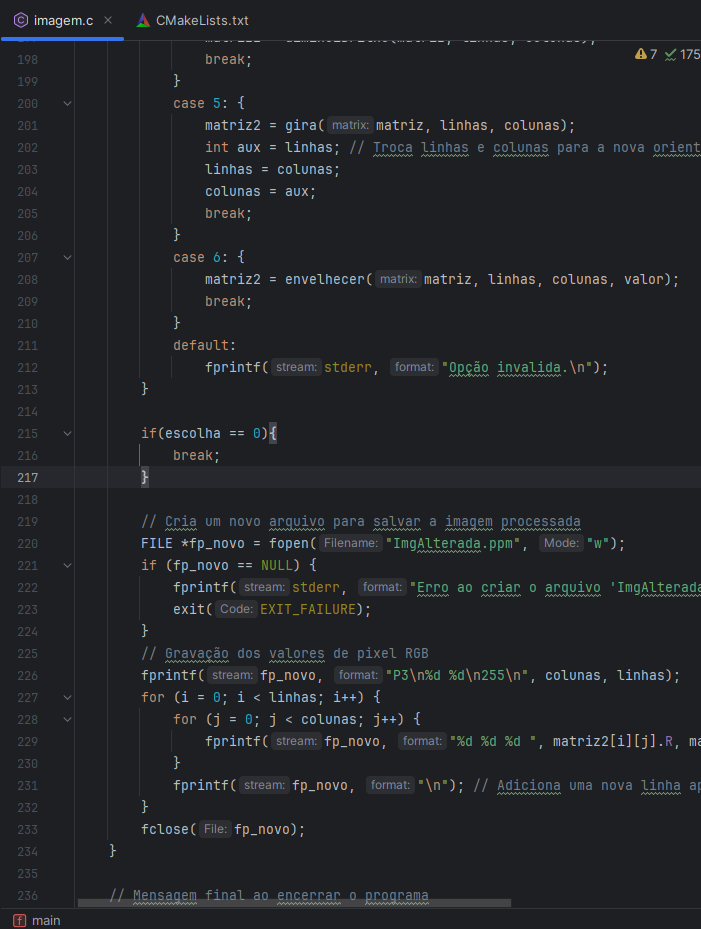 imagem.c × CMakeLists.txt
7 175
198 break;
199 }
200 case 5: {
201 matriz2 = gira( matrix: matriz, linhas, colunas);
202 int aux = linhas; // Troca linhas e colunas para a nova orient
203 linhas = colunas;
204 colunas = aux;
205 break;
206 }
207 case 6: {
208 matriz2 = envelhecer( matrix: matriz, linhas, colunas, valor);
209 break;
210 }
211 default:
212 fprintf( stream: stderr, format: "Opção invalida.\n");
213 }
214
215 if(escolha == 0){
216 break;
217 }
218
219 // Cria um novo arquivo para salvar a imagem processada
220 FILE *fp_novo = fopen( Filename: "ImgAlterada.ppm", Mode: "w");
221 if (fp_novo == NULL) {
222 fprintf( stream: stderr, format: "Erro ao criar o arquivo 'ImgAlterada
223 exit( Code: EXIT_FAILURE);
224 }
225 // Gravação dos valores de pixel RGB
226 fprintf( stream: fp_novo, format: "P3\n%d %d\n255\n", colunas, linhas);
227 for (i = 0; i < linhas; i++) {
228 for (j = 0; j < colunas; j++) {
229 fprintf( stream: fp_novo, format: "%d %d %d ", matriz2[i][j].R, ma
230 }
231 fprintf( stream: fp_novo, format: "\n"); // Adiciona uma nova linha ap
232 }
233 fclose( File: fp_novo);
234 }
235
236 // Mensagem final ao encerrar o programa
f main